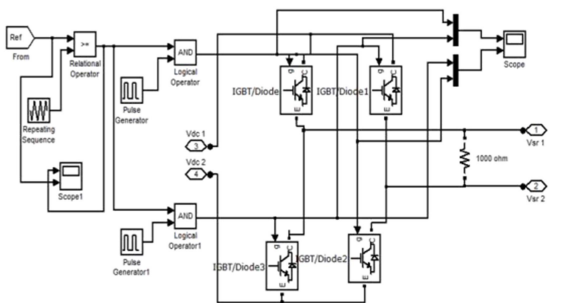 Ref
From
>=
Relational
Operator
Repeating
Sequence
Scope1
Pulse
Generator
AND
Logical
Operator
Vdc 1
3
Vdc 2
4
Pulse
Generator1
AND
Logical
Operator1
g
C
E
IGBT/Diode
g
C
E
IGBT/Diode1
g
C
E
IGBT/Diode3
g
C
E
IGBT/Diode2
Scope
1
Var 1
1000 ohm
2
Var 2